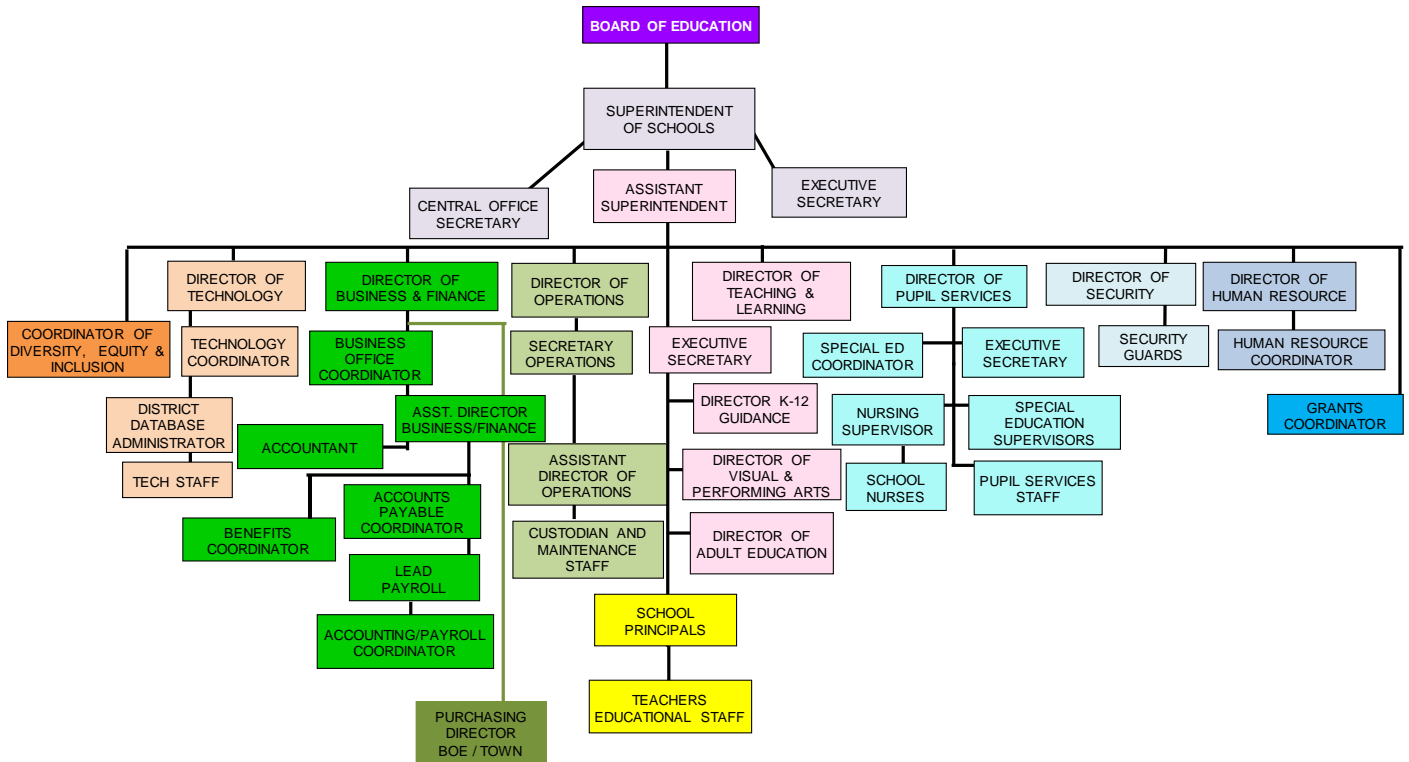 BOARD OF EDUCATION
SUPERINTENDENT
OF SCHOOLS
CENTRAL OFFICE
SECRETARY
ASSISTANT
SUPERINTENDENT
EXECUTIVE
SECRETARY
COORDINATOR OF
DIVERSITY, EQUITY &
INCLUSION
DIRECTOR OF
TECHNOLOGY
TECHNOLOGY
COORDINATOR
DISTRICT
DATABASE
ADMINISTRATOR
TECH STAFF
DIRECTOR OF
BUSINESS & FINANCE
BUSINESS
OFFICE
COORDINATOR
ASST. DIRECTOR
BUSINESS/FINANCE
ACCOUNTANT
BENEFITS
COORDINATOR
ACCOUNTS
PAYABLE
COORDINATOR
LEAD
PAYROLL
ACCOUNTING/PAYROLL
COORDINATOR
PURCHASING
DIRECTOR
BOE / TOWN
DIRECTOR OF
OPERATIONS
SECRETARY
OPERATIONS
ASSISTANT
DIRECTOR OF
OPERATIONS
CUSTODIAN AND
MAINTENANCE
STAFF
DIRECTOR OF
TEACHING &
LEARNING
EXECUTIVE
SECRETARY
DIRECTOR K-12
GUIDANCE
DIRECTOR OF
VISUAL &
PERFORMING ARTS
DIRECTOR OF
ADULT EDUCATION
SCHOOL
PRINCIPALS
TEACHERS
EDUCATIONAL STAFF
DIRECTOR OF
PUPIL SERVICES
SPECIAL ED
COORDINATOR
EXECUTIVE
SECRETARY
NURSING
SUPERVISOR
SPECIAL
EDUCATION
SUPERVISORS
SCHOOL
NURSES
PUPIL SERVICES
STAFF
DIRECTOR OF
SECURITY
SECURITY
GUARDS
DIRECTOR OF
HUMAN RESOURCE
HUMAN RESOURCE
COORDINATOR
GRANTS
COORDINATOR